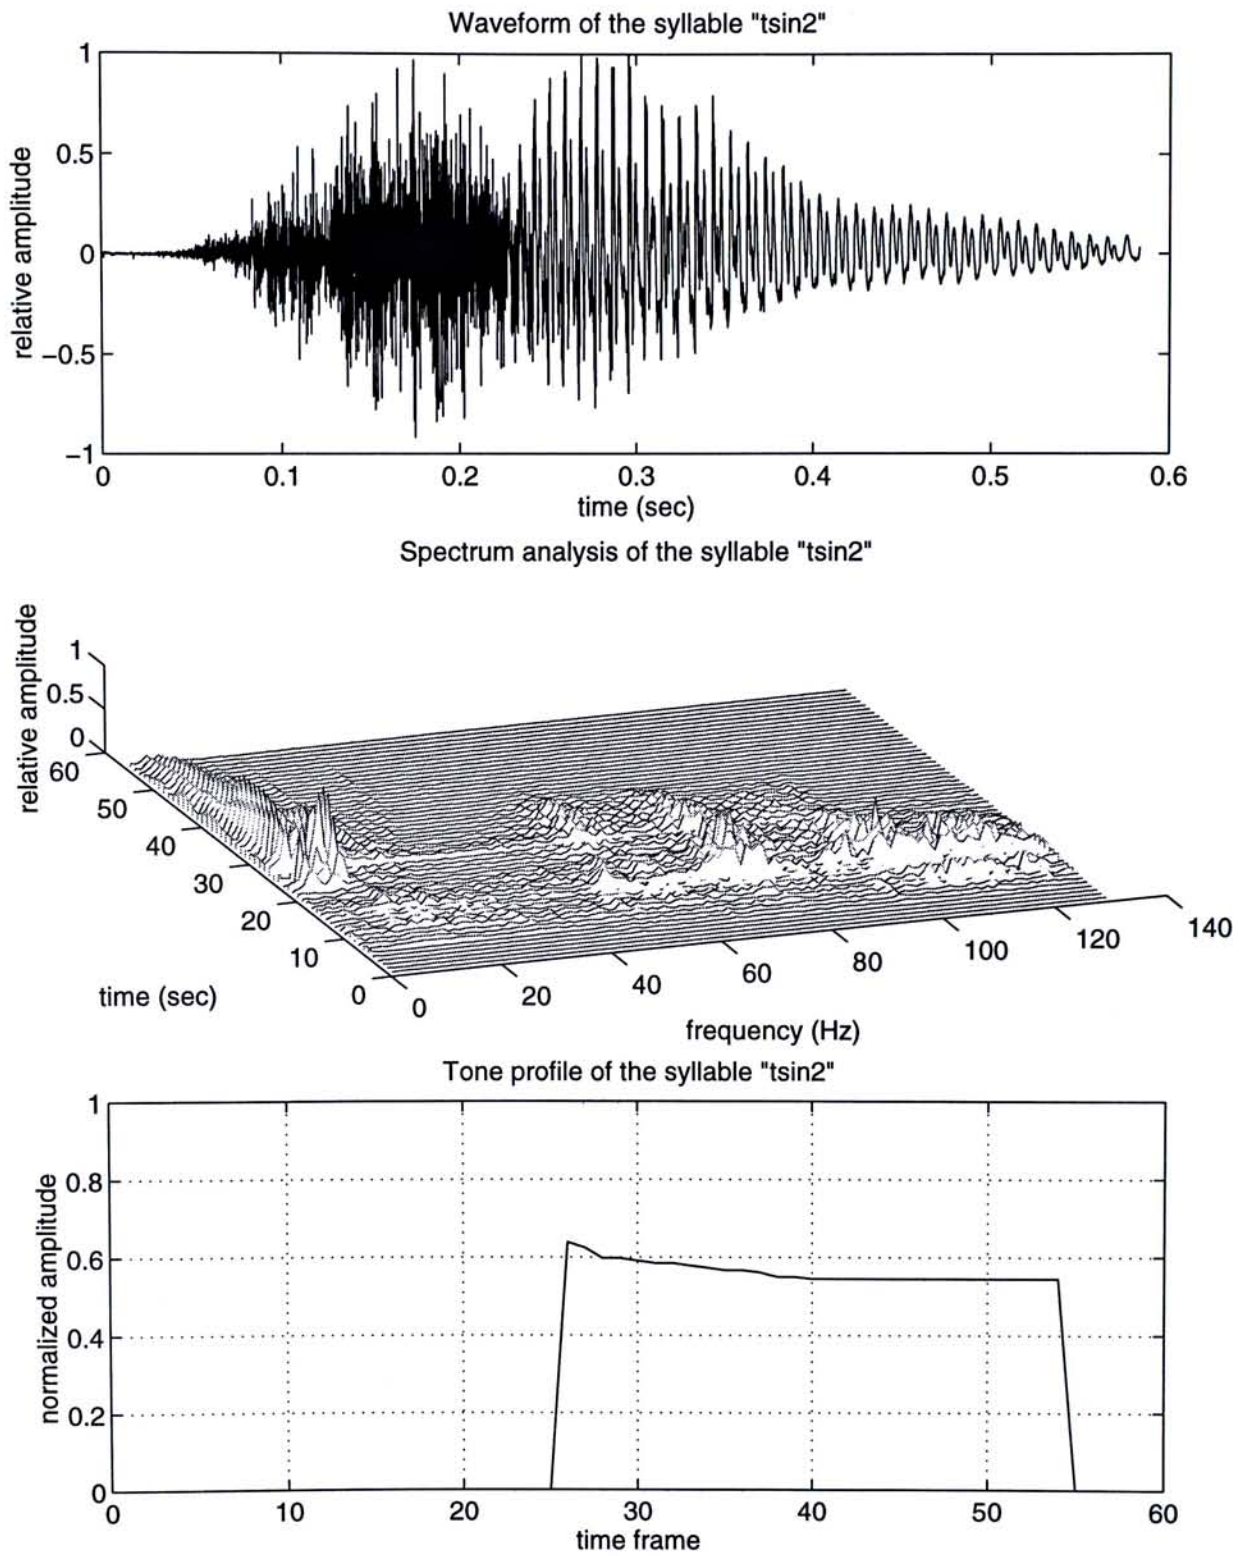 Waveform of the syllable "tsin2"
1
0.5
0
−0.5
−1
relative amplitude
0 0.1 0.2 0.3 0.4 0.5 0.6
time (sec)
Spectrum analysis of the syllable "tsin2"
relative amplitude
1
0.5
0
60
50
40
30
20
10
0
time (sec)
0 20 40 60 80 100 120 140
frequency (Hz)
Tone profile of the syllable "tsin2"
1
0.8
0.6
0.4
0.2
0
normalized amplitude
0 10 20 30 40 50 60
time frame